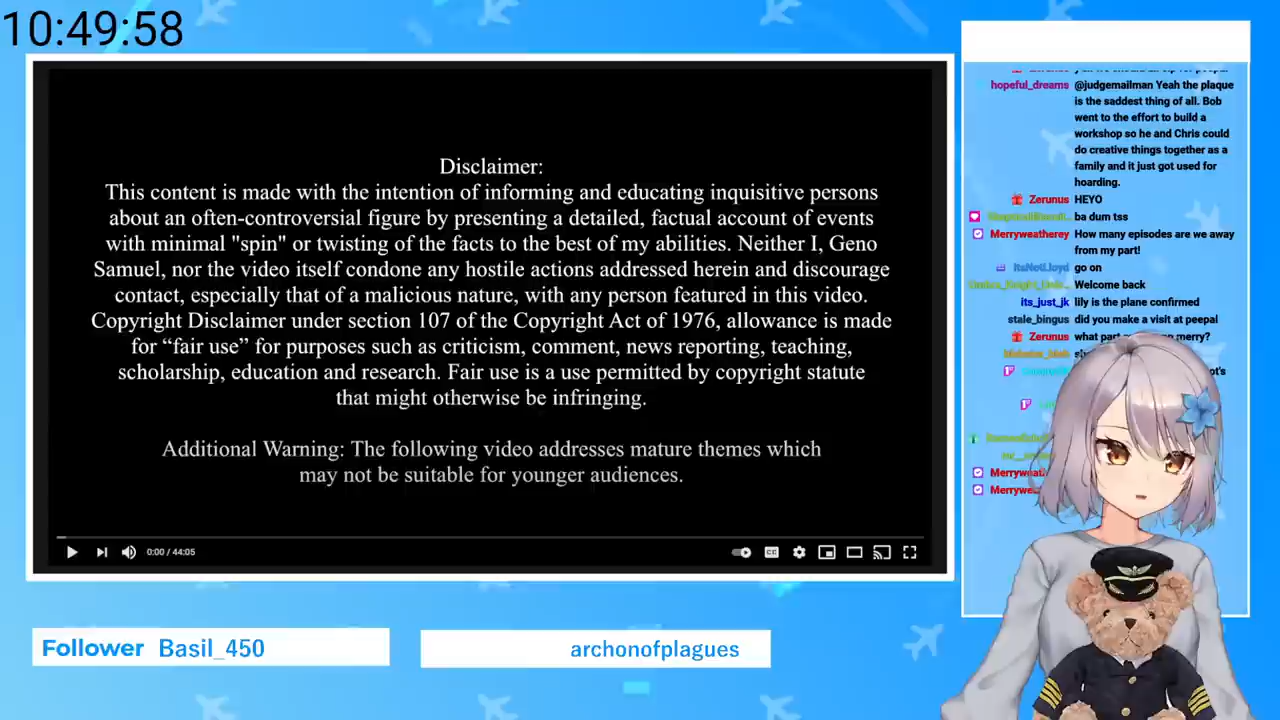 10:49:58
Disclaimer:
This content is made with the intention of informing and educating inquisitive persons
about an often-controversial figure by presenting a detailed, factual account of events
with minimal "spin" or twisting of the facts to the best of my abilities. Neither I, Geno
Samuel, nor the video itself condone any hostile actions addressed herein and discourage
contact, especially that of a malicious nature, with any person featured in this video.
Copyright Disclaimer under section 107 of the Copyright Act of 1976, allowance is made
for “fair use” for purposes such as criticism, comment, news reporting, teaching,
scholarship, education and research. Fair use is a use permitted by copyright statute
that might otherwise be infringing.
Additional Warning: The following video addresses mature themes which
may not be suitable for younger audiences.
0:00 / 44:05
CC
Follower Basil_450
archonofplagues
hopeful_dreams @judgemailman Yeah the plaque
is the saddest thing of all. Bob
went to the effort to build a
workshop so he and Chris could
do creative things together as a
family and it just got used for
hoarding.
Zerunus HEYO
ba dum tss
Merryweatherey How many episodes are we away
from my part!
ItsNotLloyd go on
Welcome back
its_just_jk lily is the plane confirmed
stale_bingus did you make a visit at peepal
Zerunus what part merry?
Merryweat
Merrywe